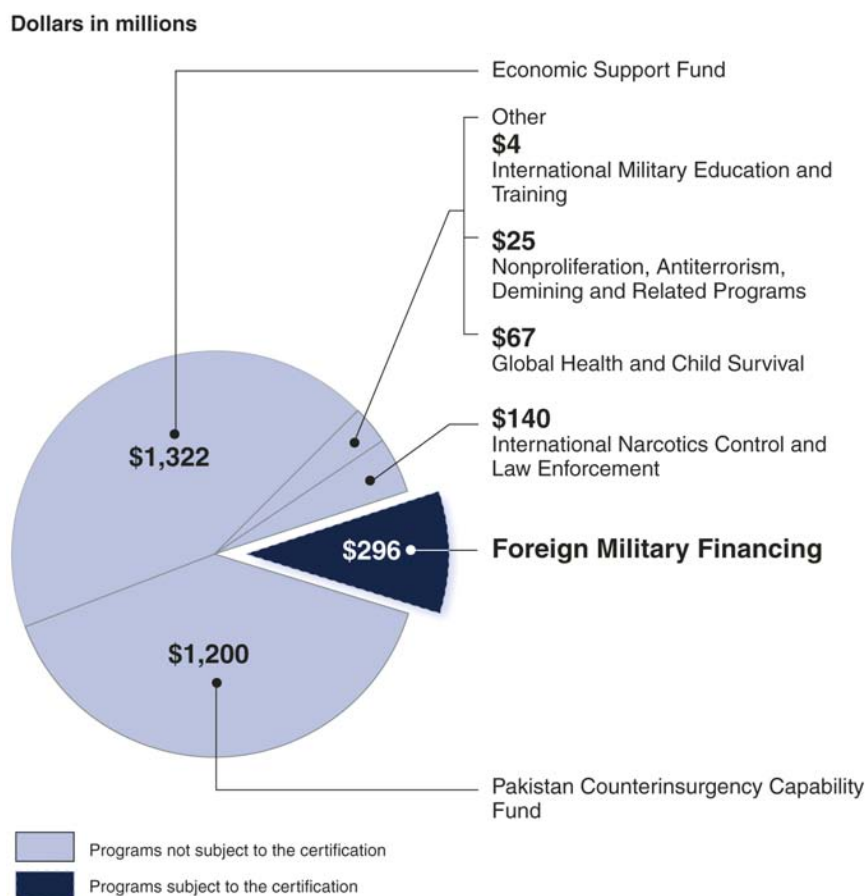 Dollars in millions
Economic Support Fund
Other
$4
International Military Education and
Training
$25
Nonproliferation, Antiterrorism,
Demining and Related Programs
$67
Global Health and Child Survival
$140
International Narcotics Control and
Law Enforcement
$1,322
$296
Foreign Military Financing
$1,200
Pakistan Counterinsurgency Capability
Fund
Programs not subject to the certification
Programs subject to the certification